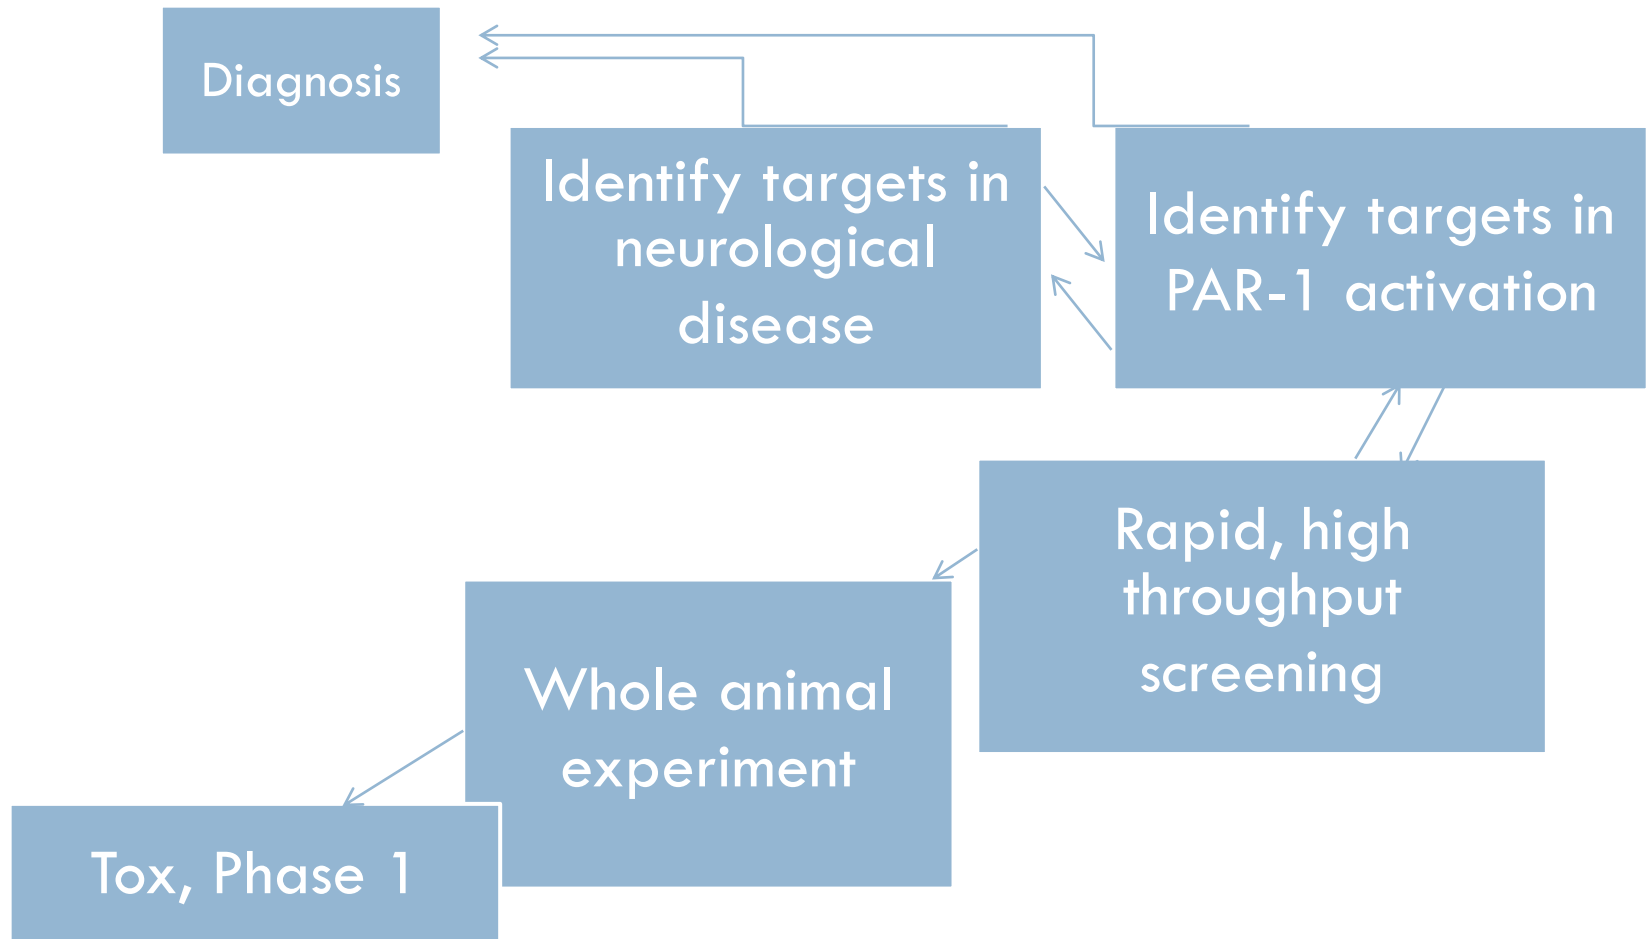 Diagnosis
Identify targets in
neurological
disease
Identify targets in
PAR-1 activation
Rapid, high
throughput
screening
Whole animal
experiment
Tox, Phase 1